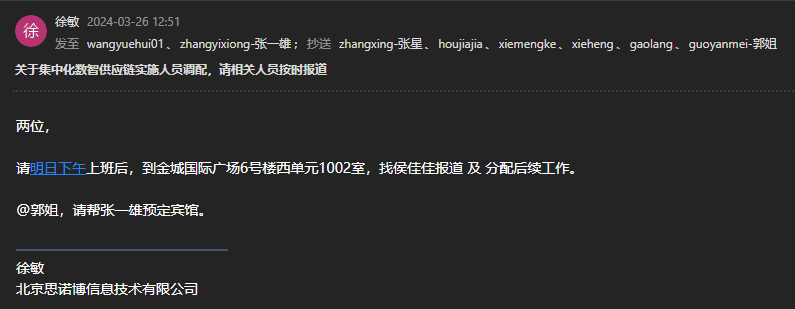 徐
徐敏 2024-03-26 12:51
发至 wangyuehui01、zhangyixiong-张一雄； 抄送 zhangxing-张星、houjiajia、xiemengke、xieheng、gaolang、guoyanmei-郭姐
关于集中化数智供应链实施人员调配，请相关人员按时报道
两位，
请明日下午上班后，到金城国际广场6号楼西单元1002室，找侯佳佳报道 及 分配后续工作。
@郭姐，请帮张一雄预定宾馆。
徐敏
北京思诺博信息技术有限公司